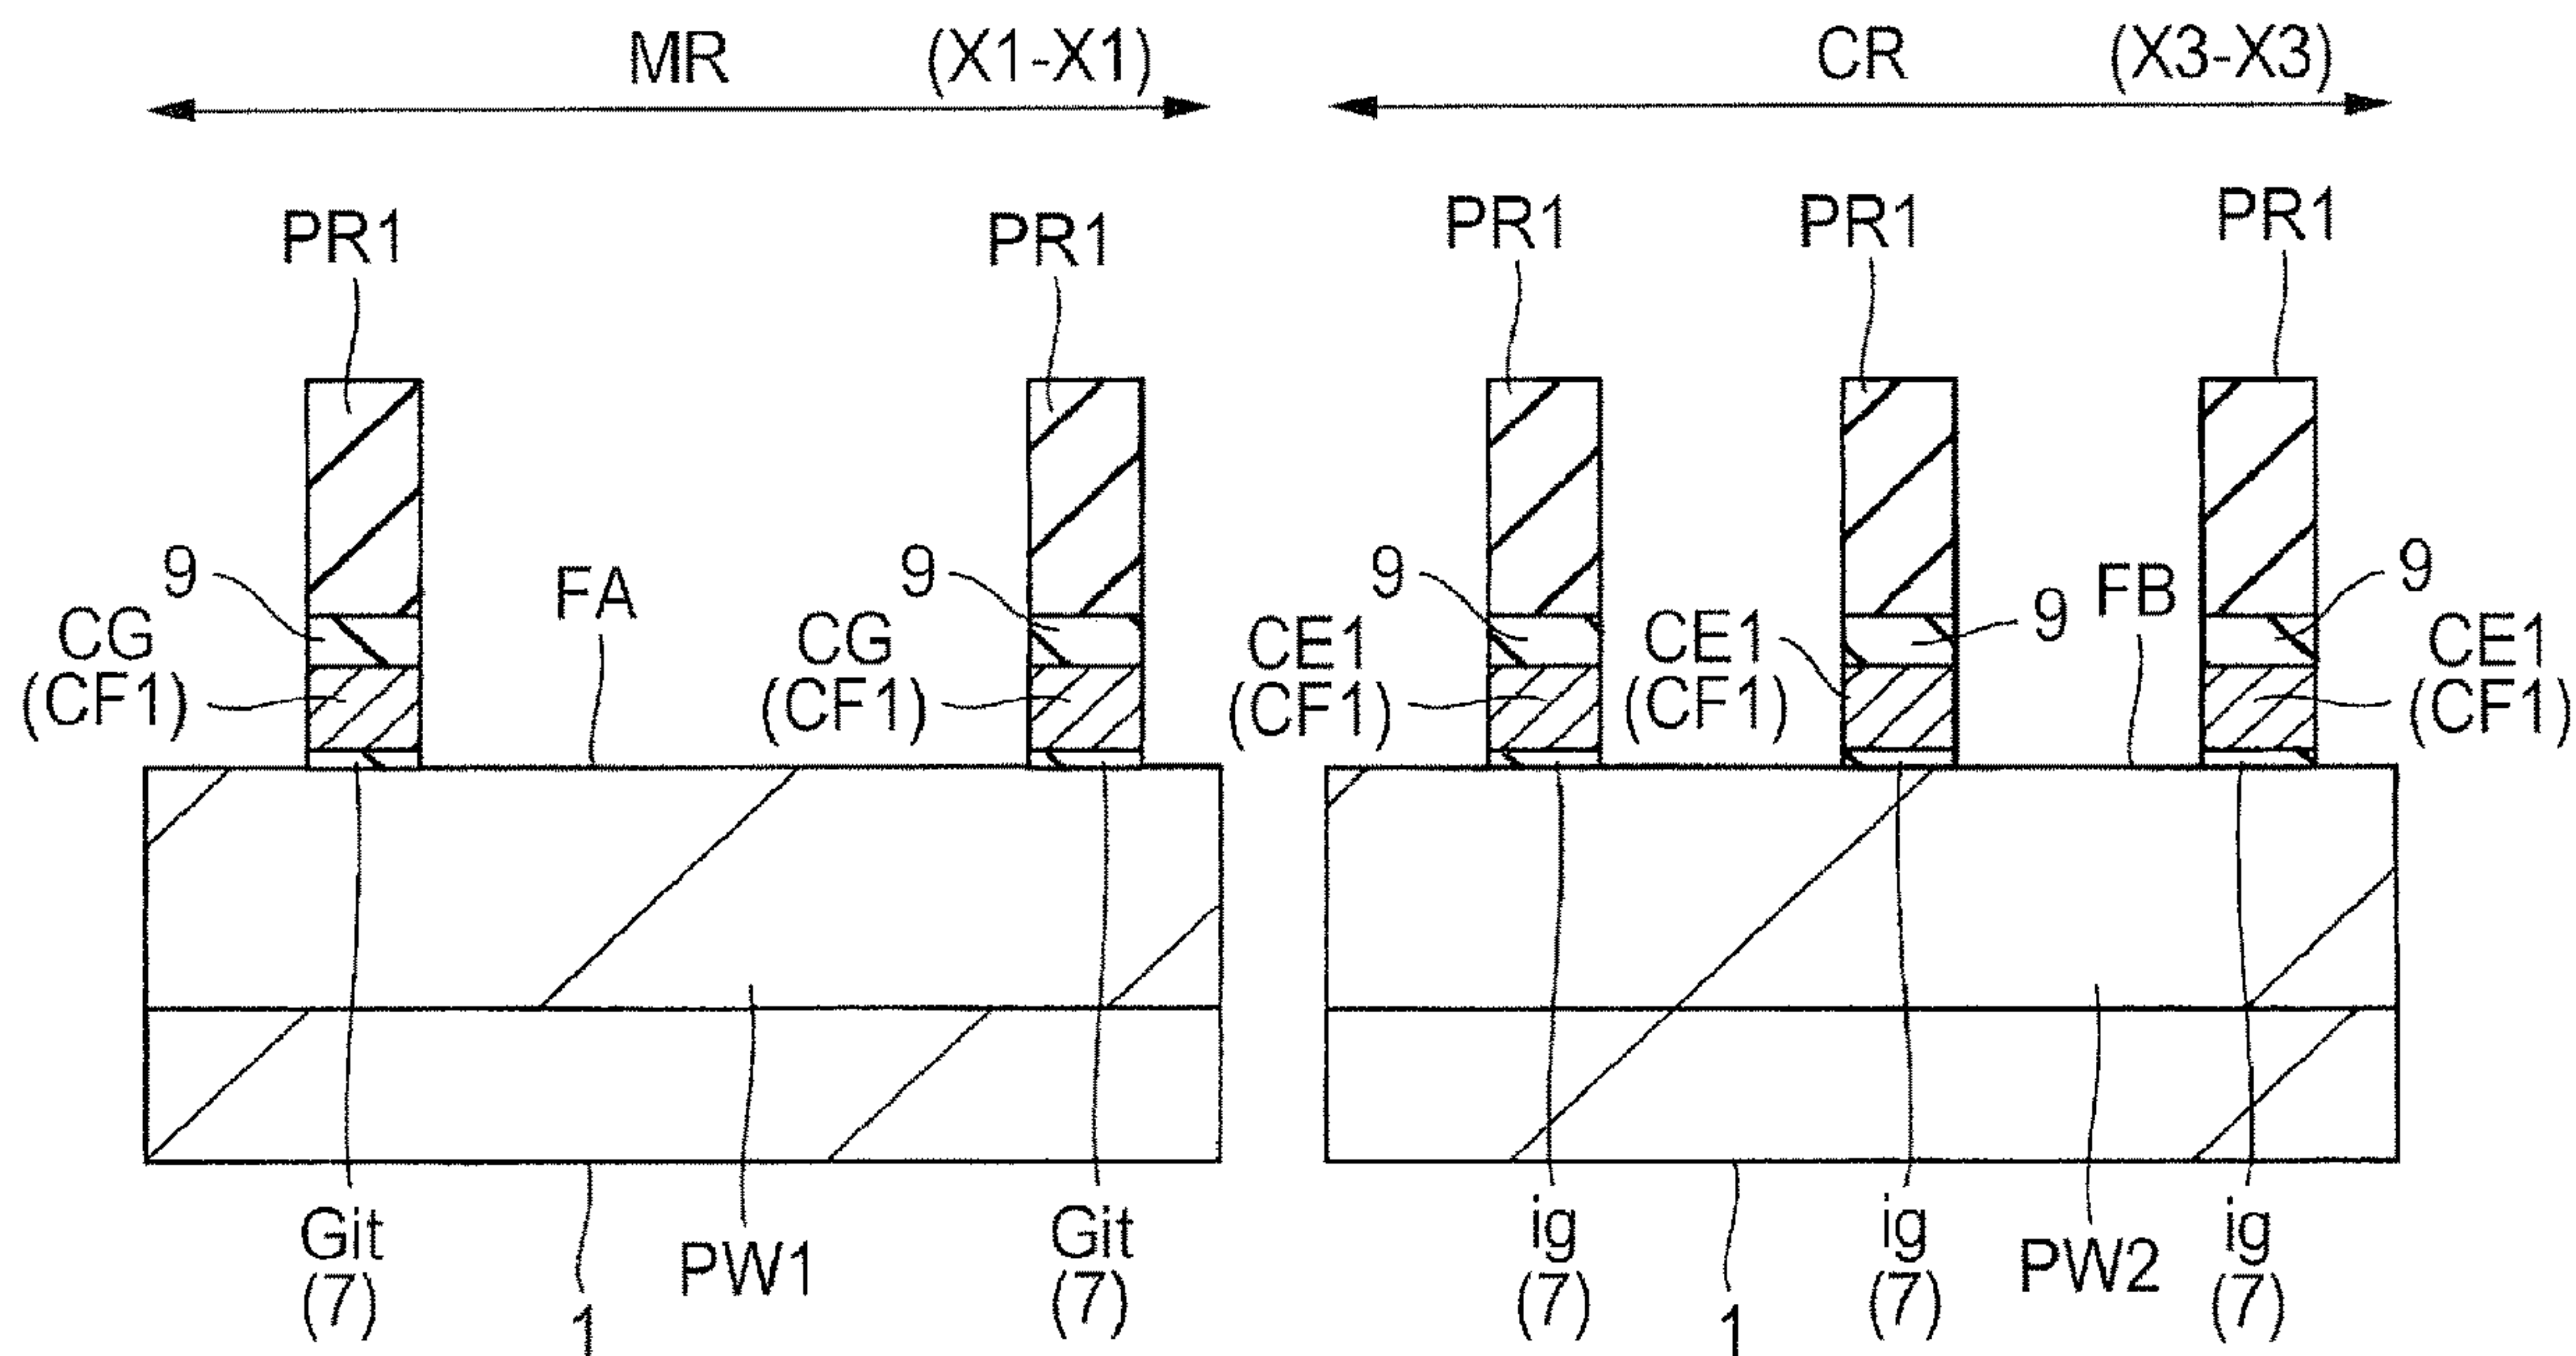 MR (X1-X1) CR (X3-X3)
PR1 PR1 PR1 PR1 PR1
9 FA 9 9 9 FB 9
CG CG CE1 CE1 CE1
(CF1) (CF1) (CF1) (CF1) (CF1)
Git PW1 Git ig ig PW2 ig
(7) 1 (7) (7) 1 (7) (7)